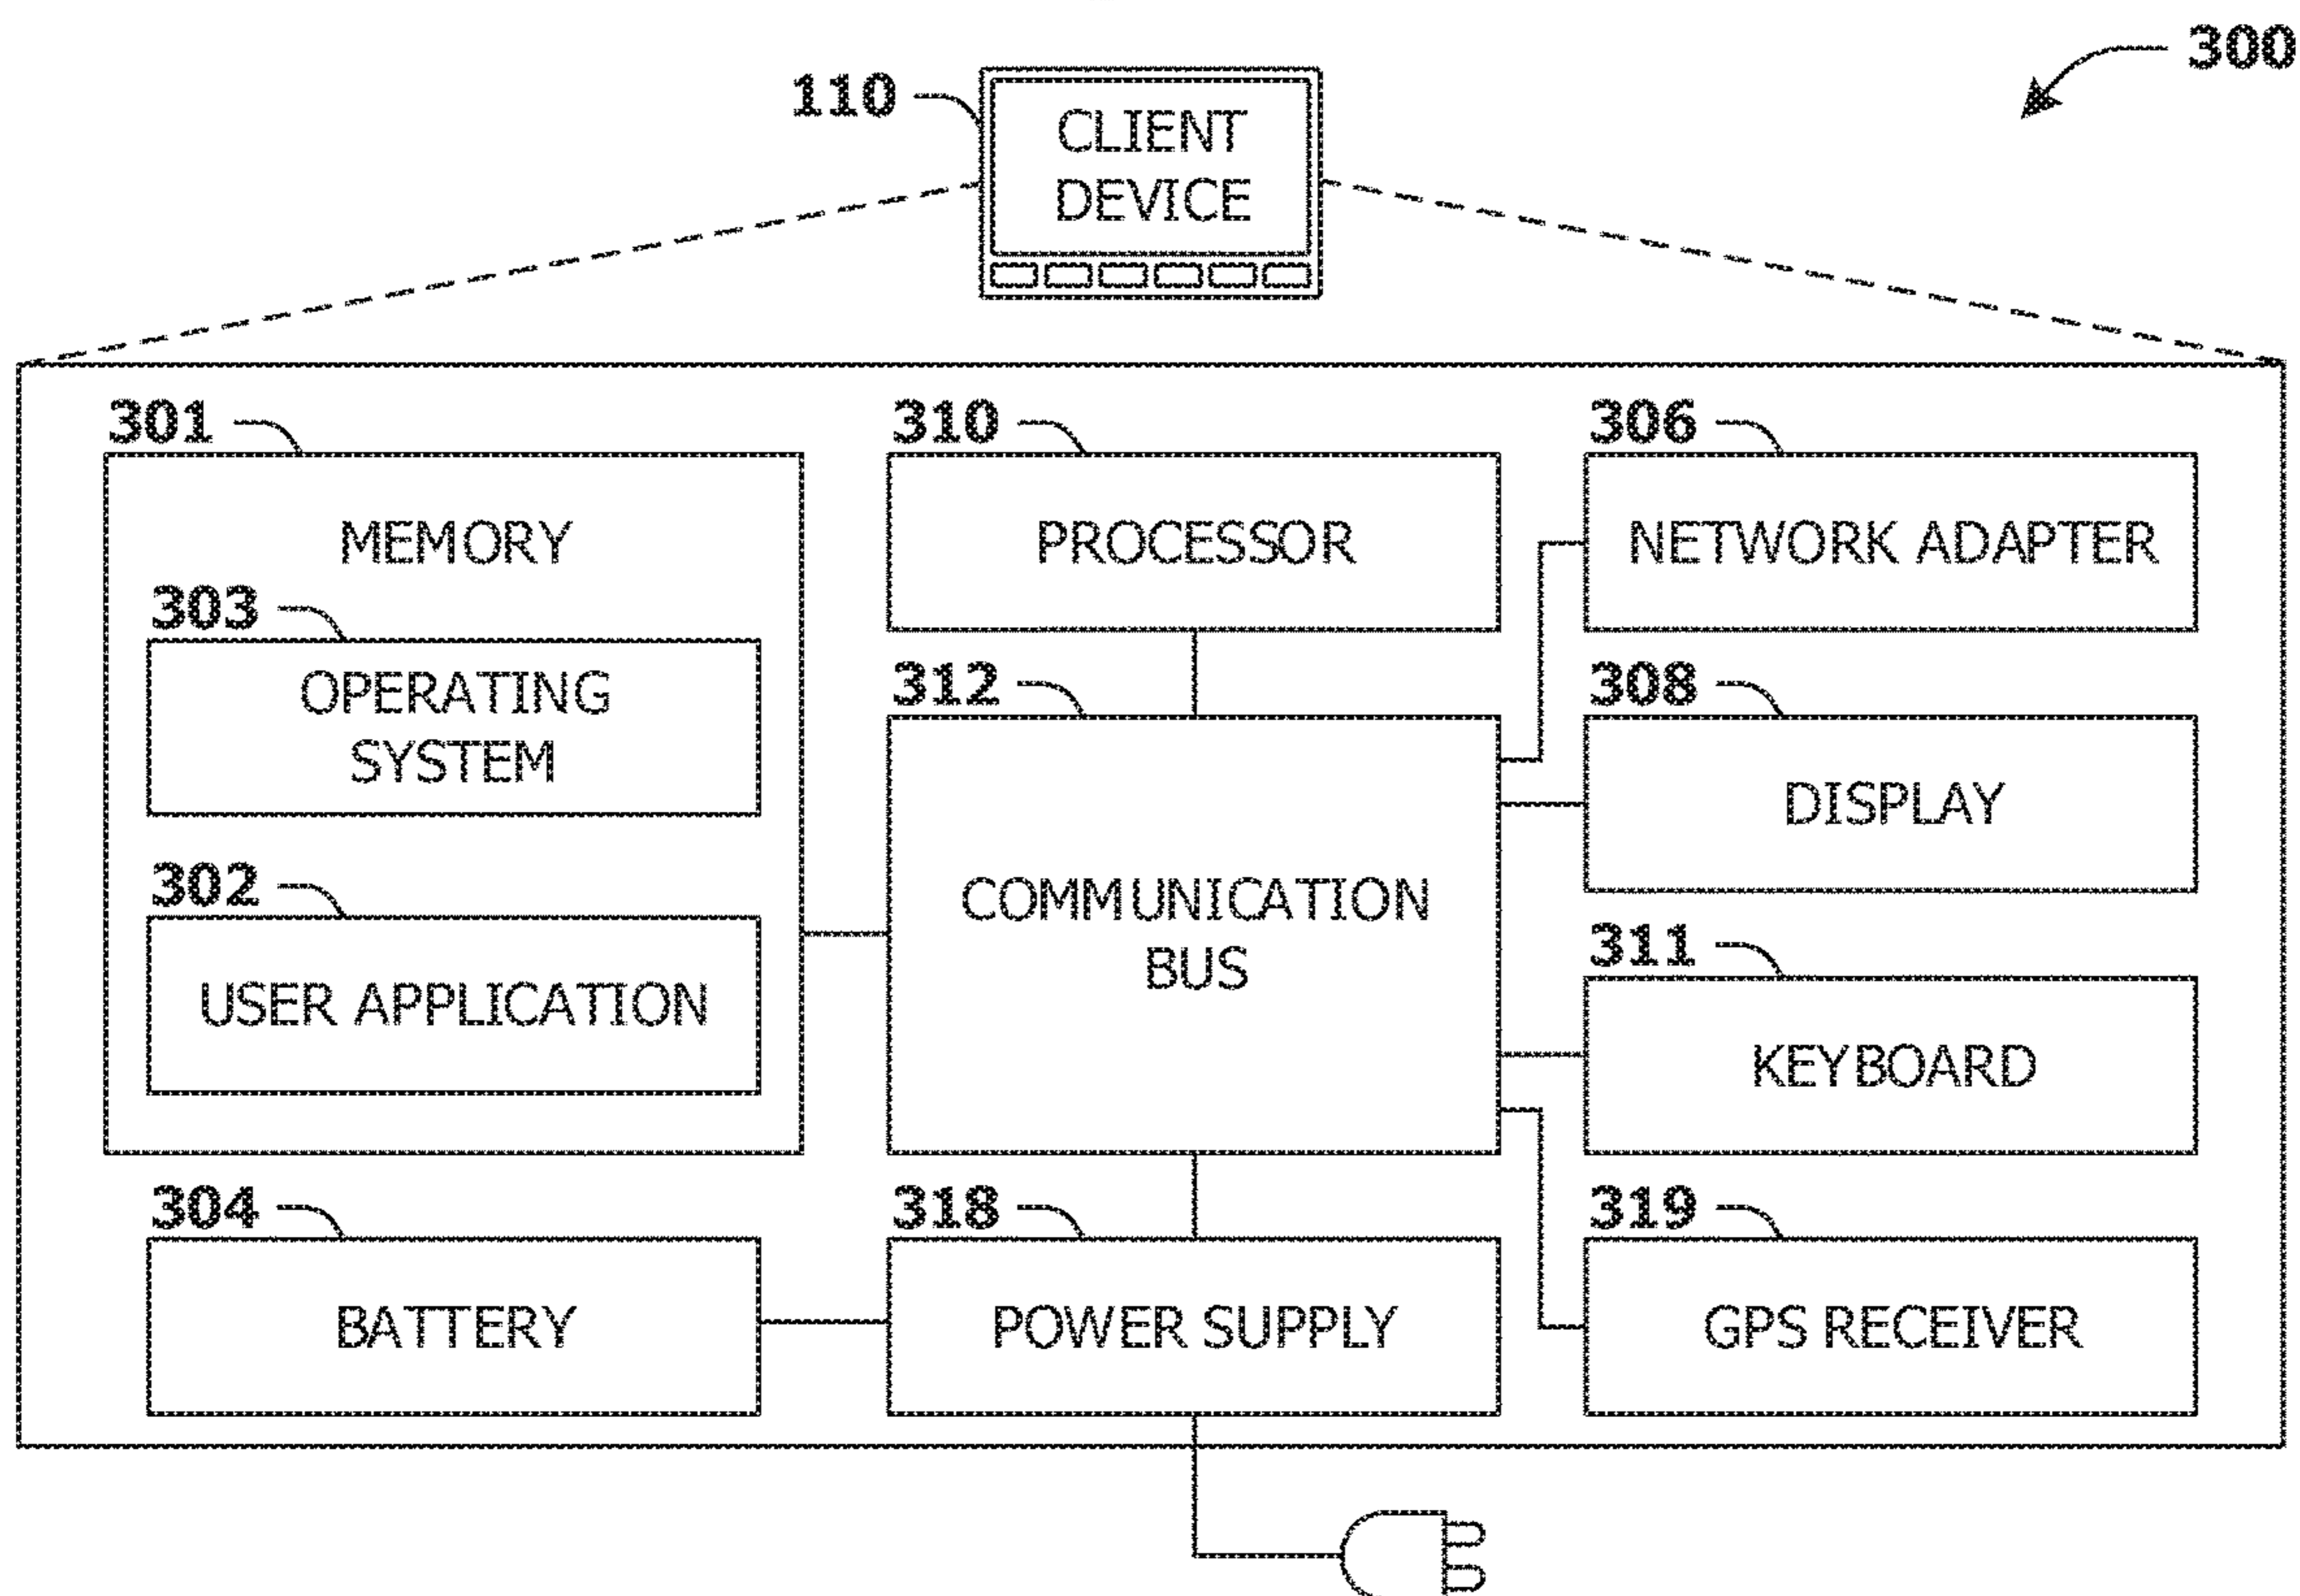 300
110
CLIENT
DEVICE
301
310
306
MEMORY
PROCESSOR
NETWORK ADAPTER
303
OPERATING
SYSTEM
312
308
COMMUNICATION
BUS
DISPLAY
302
USER APPLICATION
311
KEYBOARD
304
318
319
BATTERY
POWER SUPPLY
GPS RECEIVER